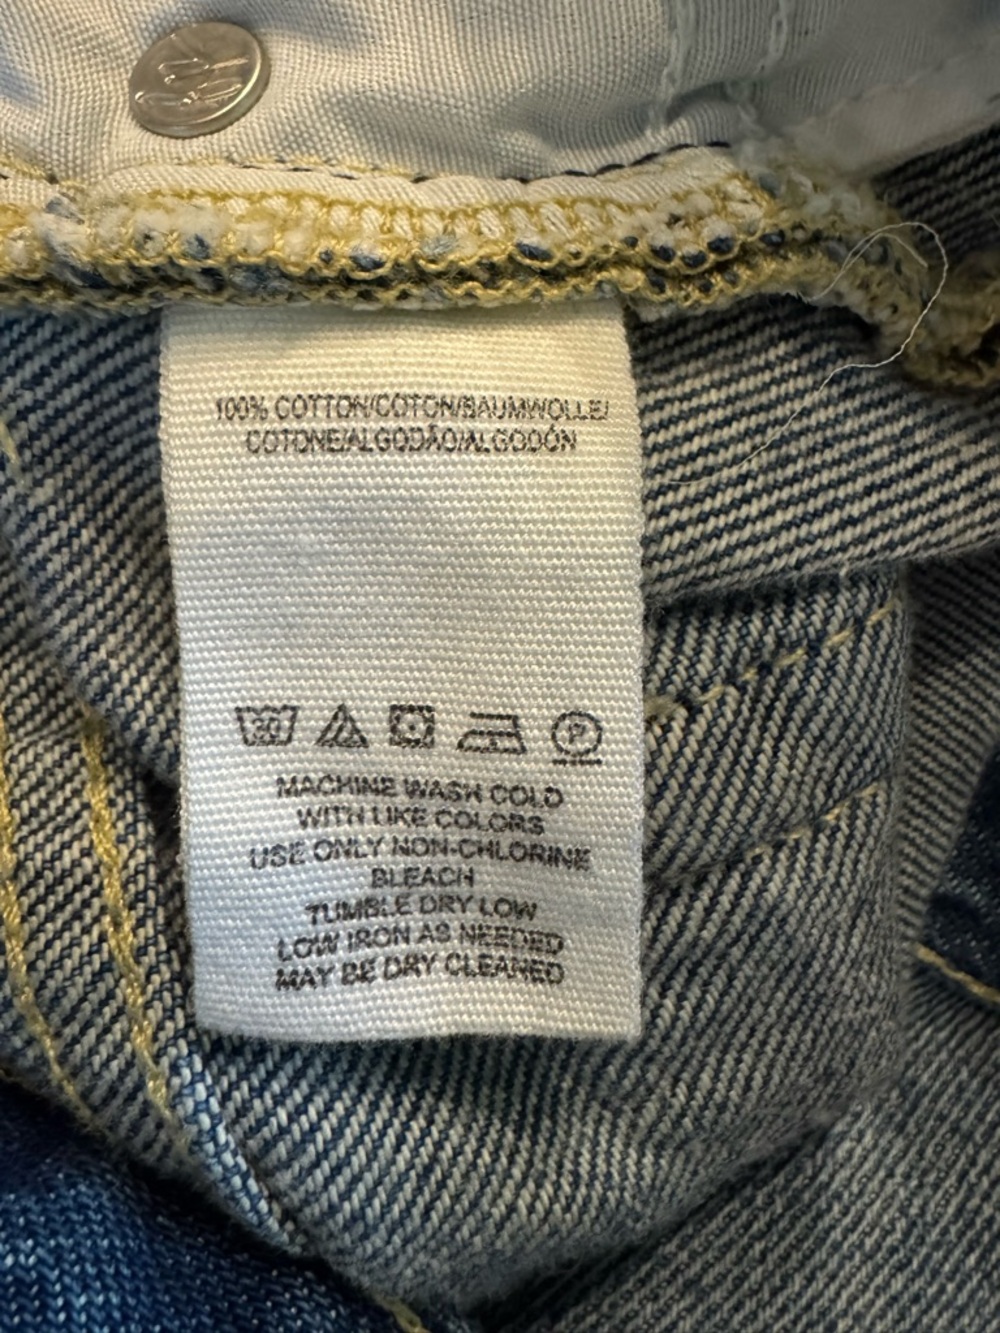 100% COTTON/COTON/BAUMWOLLE/
COTONE/ALGODÃO/ALGODÓN
30
P
MACHINE WASH COLD
WITH LIKE COLORS
USE ONLY NON-CHLORINE
BLEACH
TUMBLE DRY LOW
LOW IRON AS NEEDED
MAY BE DRY CLEANED